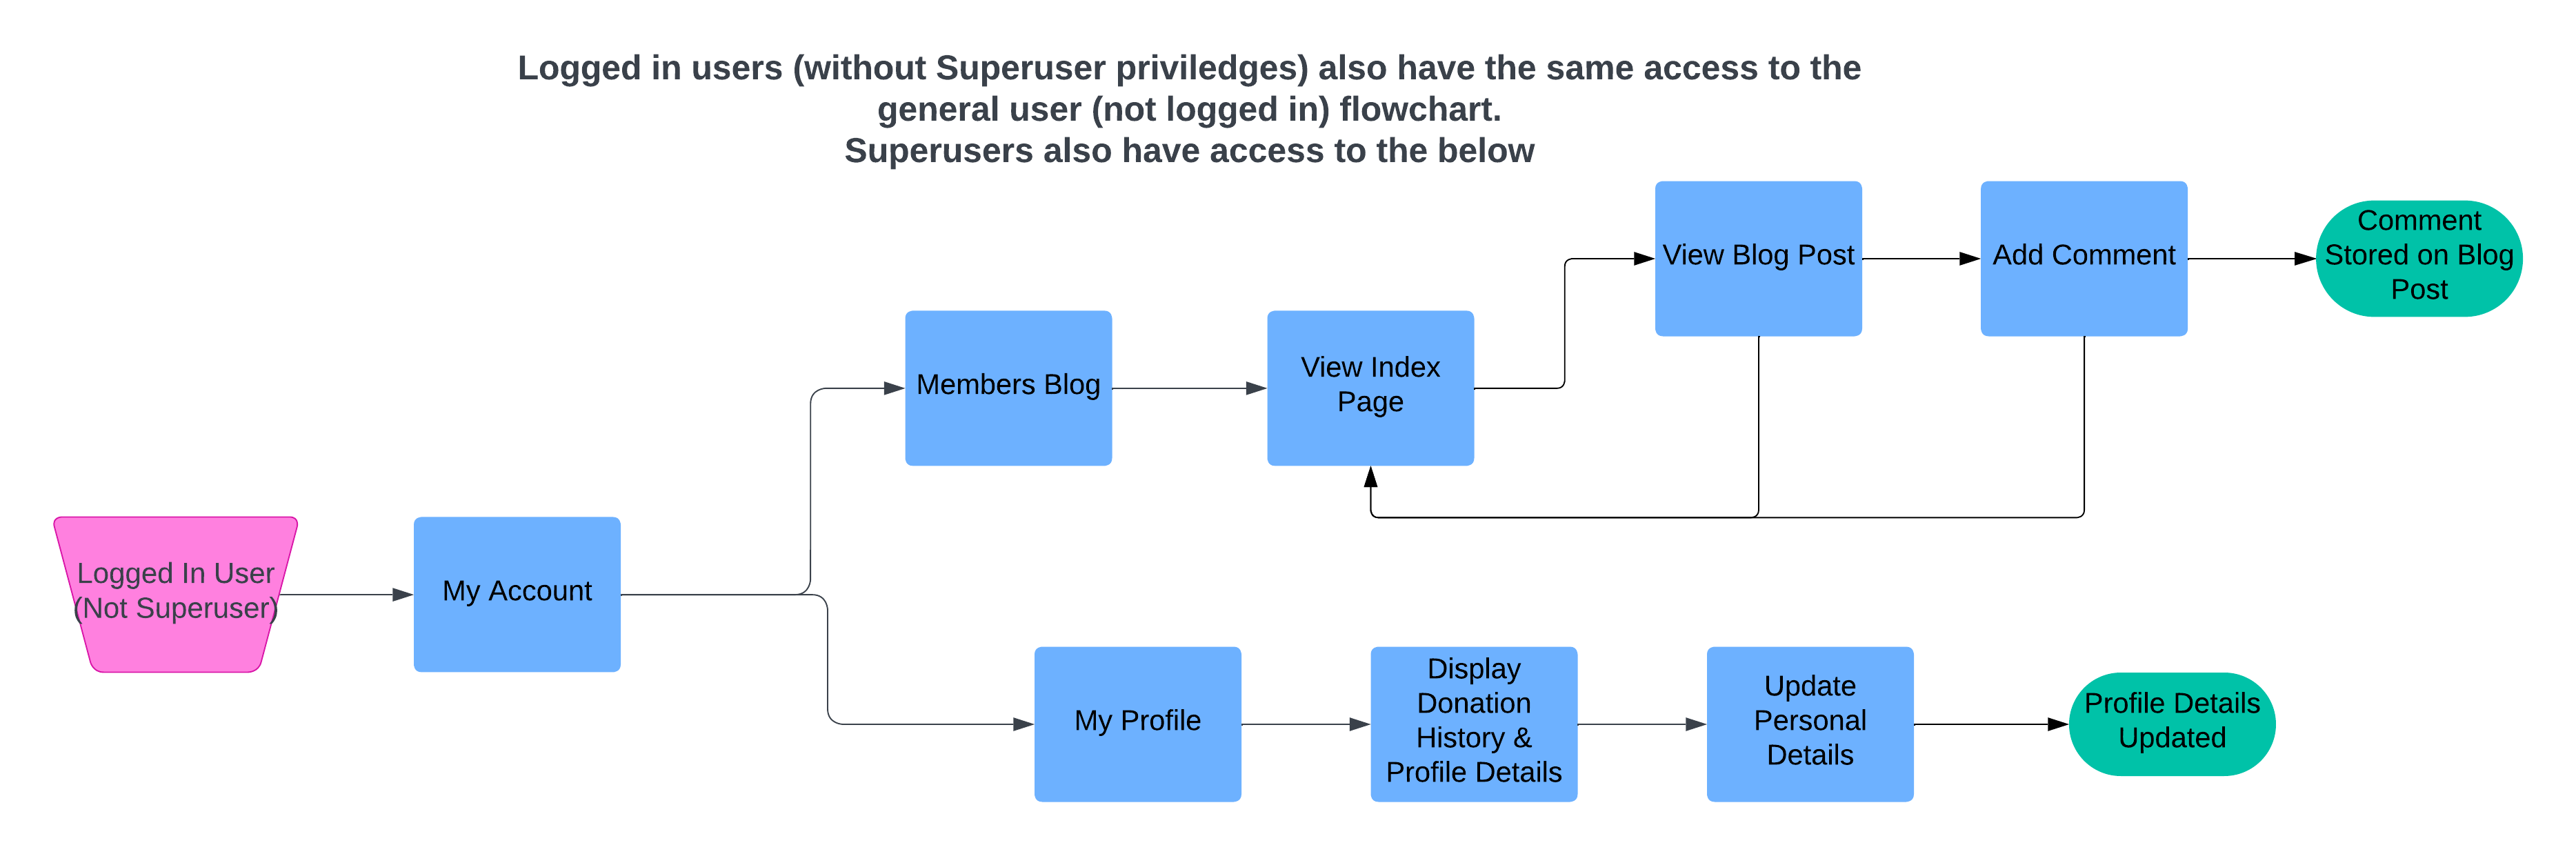 Logged in users (without Superuser priviledges) also have the same access to the
general user (not logged in) flowchart.
Superusers also have access to the below
View Blog Post
Add Comment
Comment
Stored on Blog
Post
Members Blog
View Index
Page
Logged In User
(Not Superuser)
My Account
My Profile
Display
Donation
History &
Profile Details
Update
Personal
Details
Profile Details
Updated